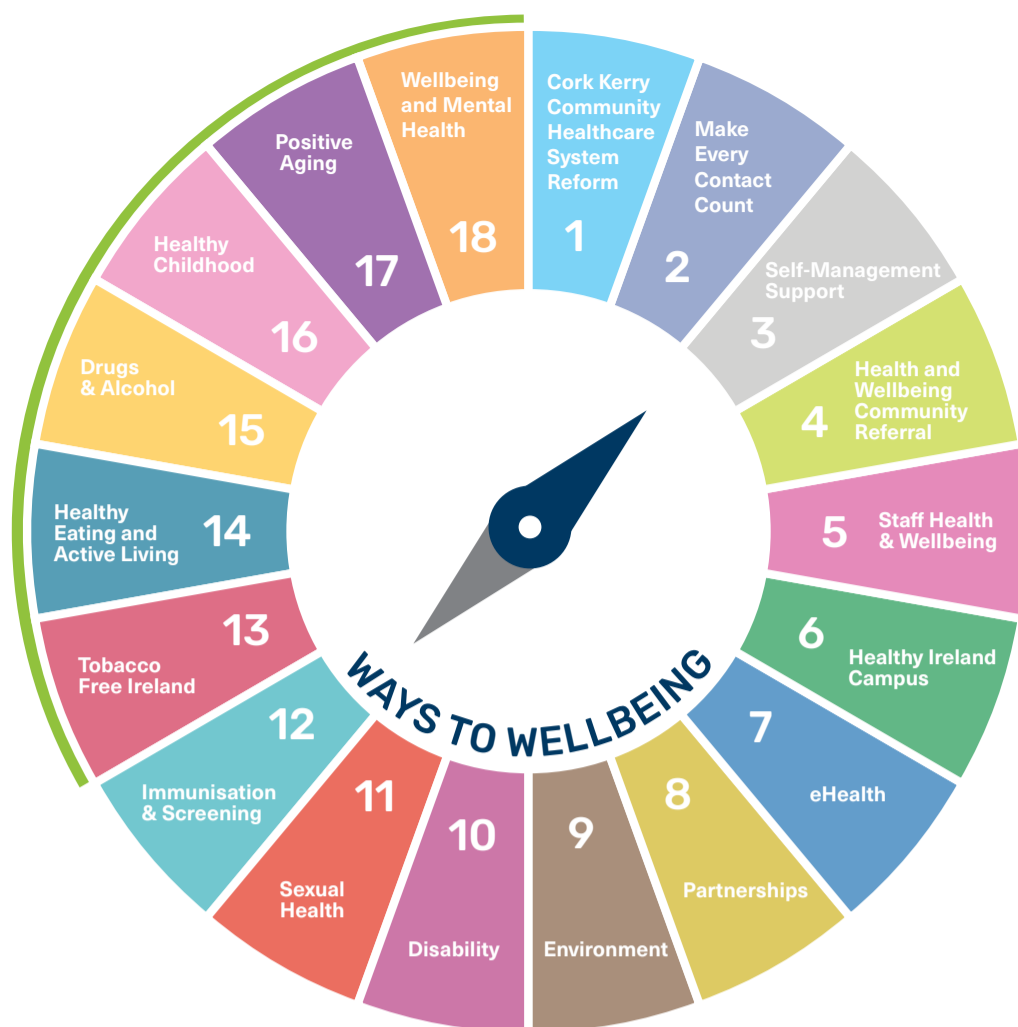 Cork Kerry
Community
Healthcare
System
Reform
1
Make
Every
Contact
Count
2
Self-Management
Support
3
Health and
Wellbeing
Community
Referral
4
Staff Health
& Wellbeing
5
Healthy Ireland
Campus
6
eHealth
7
Partnerships
8
Environment
9
Disability
10
Sexual
Health
11
Immunisation
& Screening
12
Tobacco
Free Ireland
13
Healthy
Eating and
Active Living
14
Drugs
& Alcohol
15
Healthy
Childhood
16
Positive
Aging
17
Wellbeing
and Mental
Health
18
WAYS TO WELLBEING